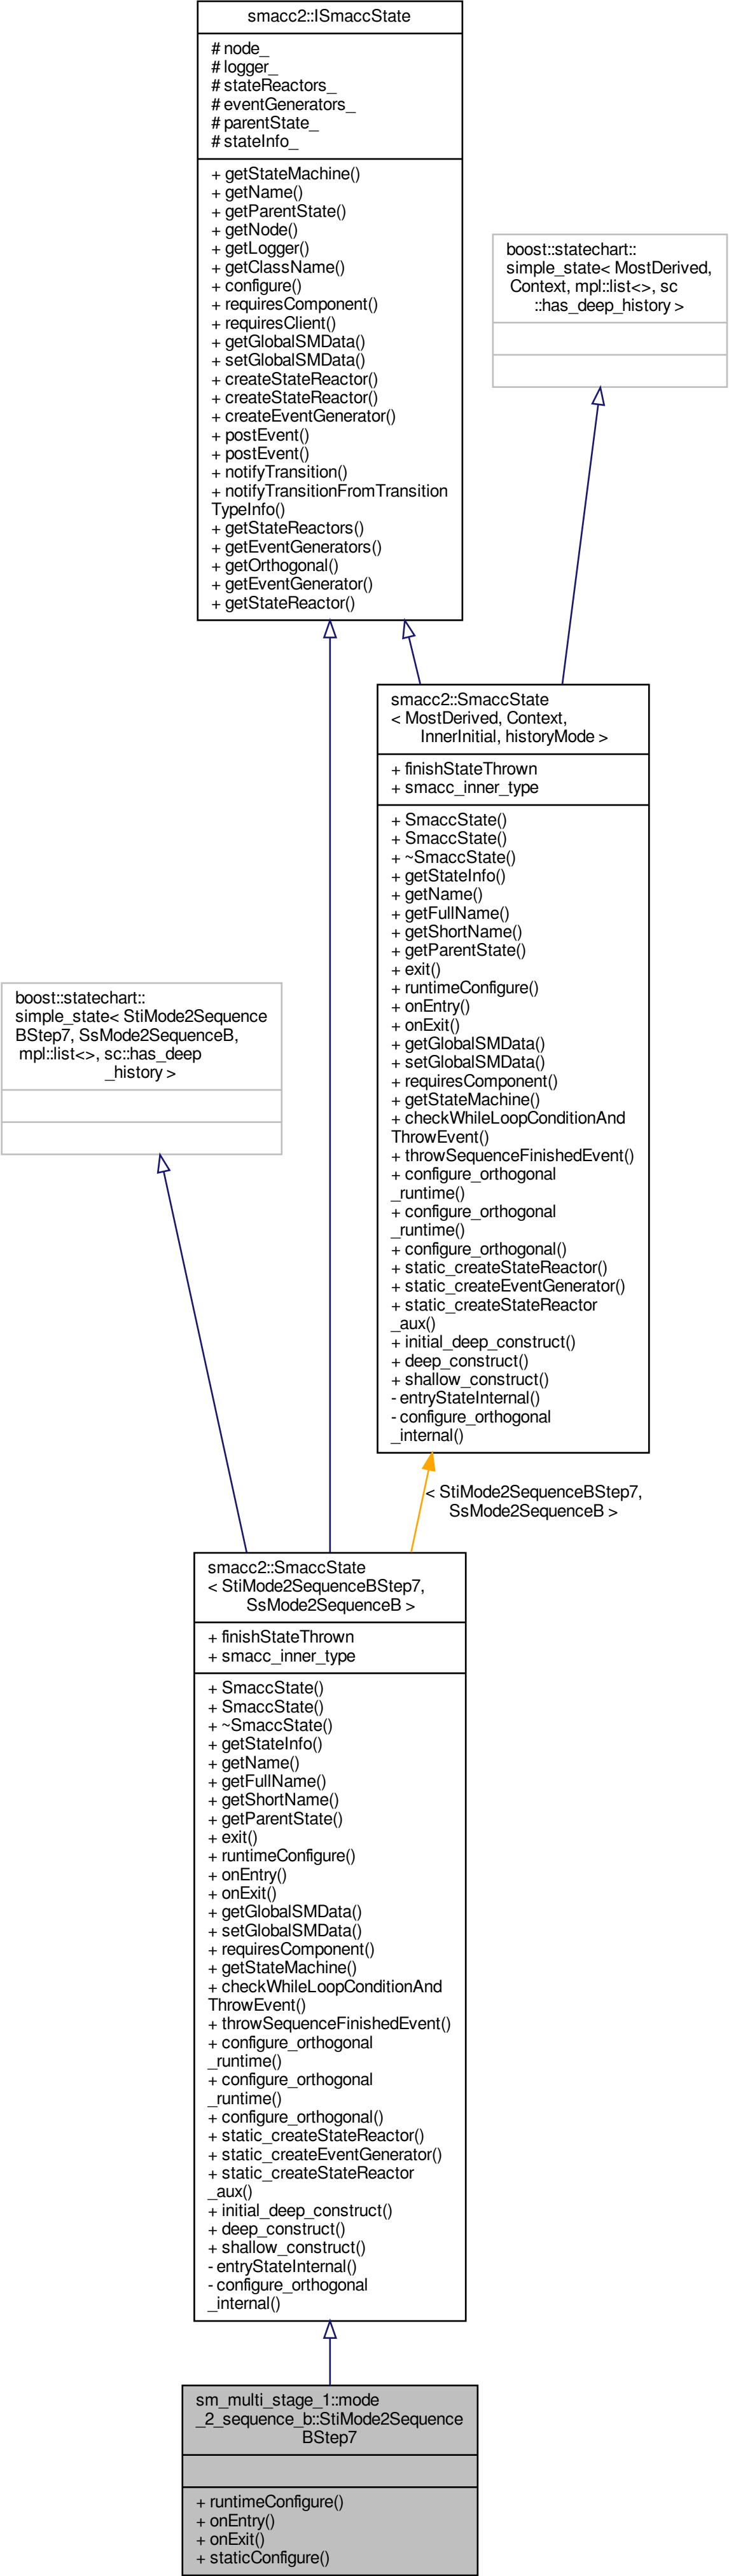 smacc2::ISmaccState
# node_
# logger_
# stateReactors_
# eventGenerators_
# parentState_
# stateInfo_
+ getStateMachine()
+ getName()
+ getParentState()
+ getNode()
+ getLogger()
+ getClassName()
+ configure()
+ requiresComponent()
+ requiresClient()
+ getGlobalSMData()
+ setGlobalSMData()
+ createStateReactor()
+ createStateReactor()
+ createEventGenerator()
+ postEvent()
+ postEvent()
+ notifyTransition()
+ notifyTransitionFromTransition
TypeInfo()
+ getStateReactors()
+ getEventGenerators()
+ getOrthogonal()
+ getEventGenerator()
+ getStateReactor()
boost::statechart::
simple_state< MostDerived,
Context, mpl::list<>, sc
::has_deep_history >
smacc2::SmaccState
< MostDerived, Context,
InnerInitial, historyMode >
+ finishStateThrown
+ smacc_inner_type
+ SmaccState()
+ SmaccState()
+ ~SmaccState()
+ getStateInfo()
+ getName()
+ getFullName()
+ getShortName()
+ getParentState()
+ exit()
+ runtimeConfigure()
+ onEntry()
+ onExit()
+ getGlobalSMData()
+ setGlobalSMData()
+ requiresComponent()
+ getStateMachine()
+ checkWhileLoopConditionAnd
ThrowEvent()
+ throwSequenceFinishedEvent()
+ configure_orthogonal
_runtime()
+ configure_orthogonal
_runtime()
+ configure_orthogonal()
+ static_createStateReactor()
+ static_createEventGenerator()
+ static_createStateReactor
_aux()
+ initial_deep_construct()
+ deep_construct()
+ shallow_construct()
- entryStateInternal()
- configure_orthogonal
_internal()
boost::statechart::
simple_state< StiMode2Sequence
BStep7, SsMode2SequenceB,
mpl::list<>, sc::has_deep
_history >
< StiMode2SequenceBStep7,
SsMode2SequenceB >
smacc2::SmaccState
< StiMode2SequenceBStep7,
SsMode2SequenceB >
+ finishStateThrown
+ smacc_inner_type
+ SmaccState()
+ SmaccState()
+ ~SmaccState()
+ getStateInfo()
+ getName()
+ getFullName()
+ getShortName()
+ getParentState()
+ exit()
+ runtimeConfigure()
+ onEntry()
+ onExit()
+ getGlobalSMData()
+ setGlobalSMData()
+ requiresComponent()
+ getStateMachine()
+ checkWhileLoopConditionAnd
ThrowEvent()
+ throwSequenceFinishedEvent()
+ configure_orthogonal
_runtime()
+ configure_orthogonal
_runtime()
+ configure_orthogonal()
+ static_createStateReactor()
+ static_createEventGenerator()
+ static_createStateReactor
_aux()
+ initial_deep_construct()
+ deep_construct()
+ shallow_construct()
- entryStateInternal()
- configure_orthogonal
_internal()
sm_multi_stage_1::mode
_2_sequence_b::StiMode2Sequence
BStep7
+ runtimeConfigure()
+ onEntry()
+ onExit()
+ staticConfigure()